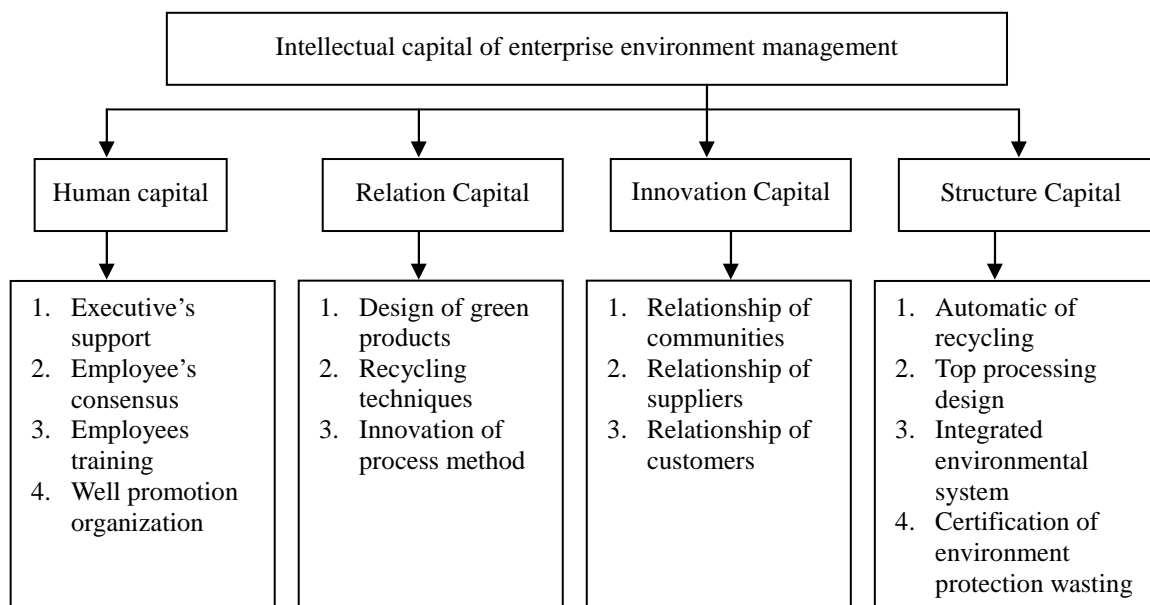 Intellectual capital of enterprise environment management
Human capital
Relation Capital
Innovation Capital
Structure Capital
1. Executive’s
support
2. Employee’s
consensus
3. Employees
training
4. Well promotion
organization
1. Design of green
products
2. Recycling
techniques
3. Innovation of
process method
1. Relationship of
communities
2. Relationship of
suppliers
3. Relationship of
customers
1. Automatic of
recycling
2. Top processing
design
3. Integrated
environmental
system
4. Certification of
environment
protection wasting